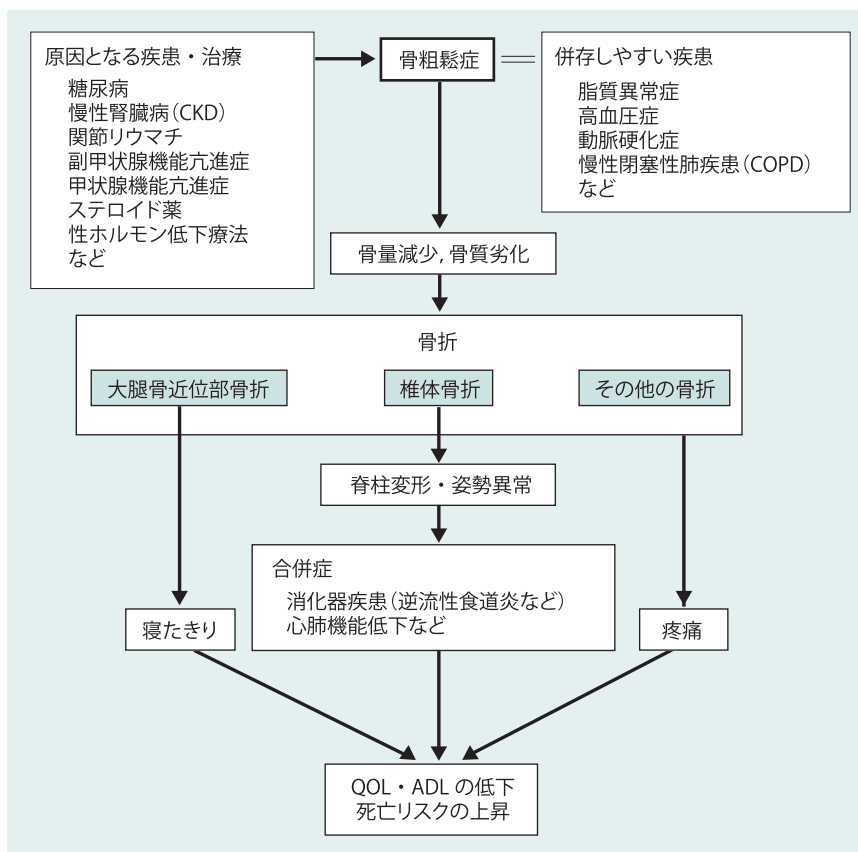 原因となる疾患・治療
糖尿病
慢性腎臓病（CKD）
関節リウマチ
副甲状腺機能亢進症
甲状腺機能亢進症
ステロイド薬
性ホルモン低下療法
など
骨粗鬆症
併存しやすい疾患
脂質異常症
高血圧症
動脈硬化症
慢性閉塞性肺疾患（COPD）
など
骨量減少，骨質劣化
骨折
大腿骨近位部骨折
椎体骨折
その他の骨折
脊柱変形・姿勢異常
合併症
消化器疾患（逆流性食道炎など）
心肺機能低下など
寝たきり
疼痛
QOL・ADLの低下
死亡リスクの上昇